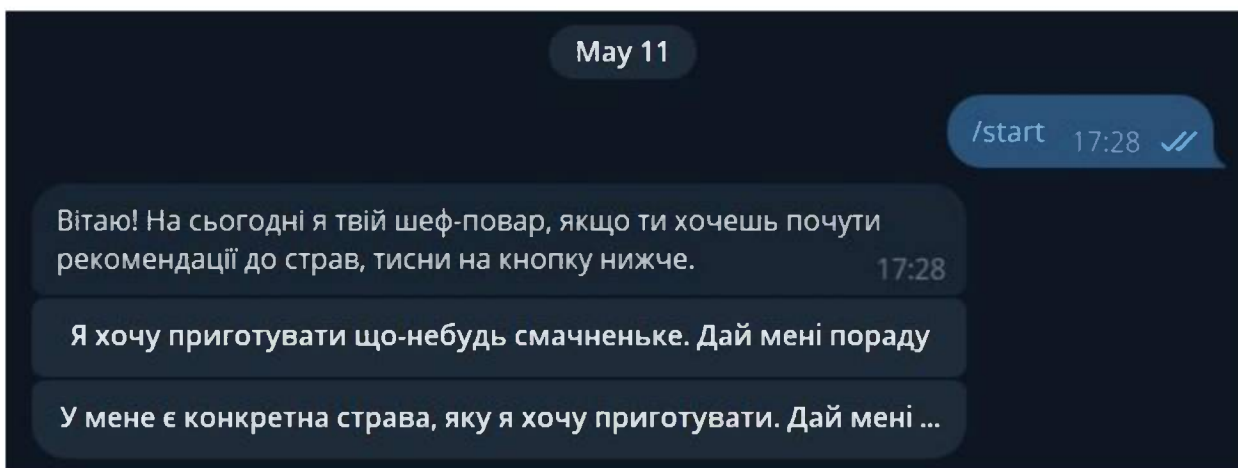 May 11
/start 17:28
Вітаю! На сьогодні я твій шеф-повар, якщо ти хочеш почути
рекомендації до страв, тисни на кнопку нижче. 17:28
Я хочу приготувати що-небудь смачненьке. Дай мені пораду
У мене є конкретна страва, яку я хочу приготувати. Дай мені ...